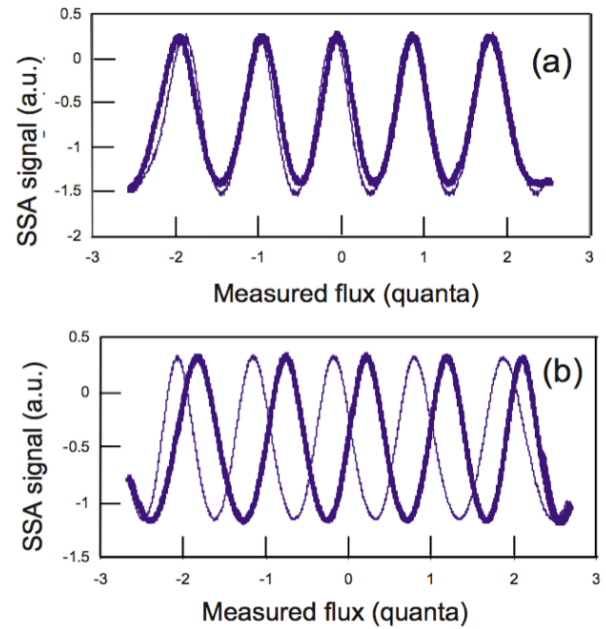 0.5
(a)
0
-0.5
-1
-1.5
-2
SSA signal (a.u.)
-3 -2 -1 0 1 2 3
Measured flux (quanta)
0.5
(b)
0
-0.5
-1
-1.5
SSA signal (a.u.)
-3 -2 -1 0 1 2 3
Measured flux (quanta)